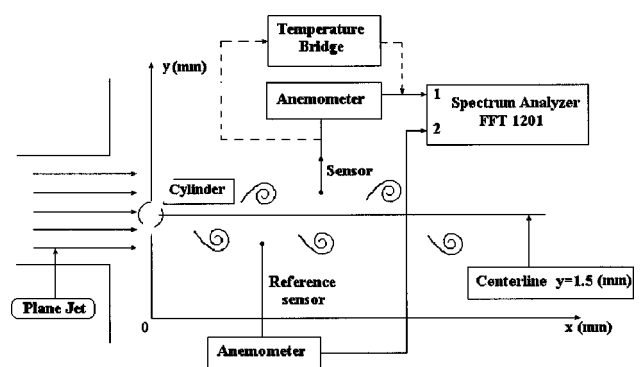 Temperature
Bridge
y (mm)
Anemometer
1
Spectrum Analyzer
FFT 1201
2
Sensor
Cylinder
Reference
sensor
Centerline y=1.5 (mm)
Plane Jet
0
x (mm)
Anemometer